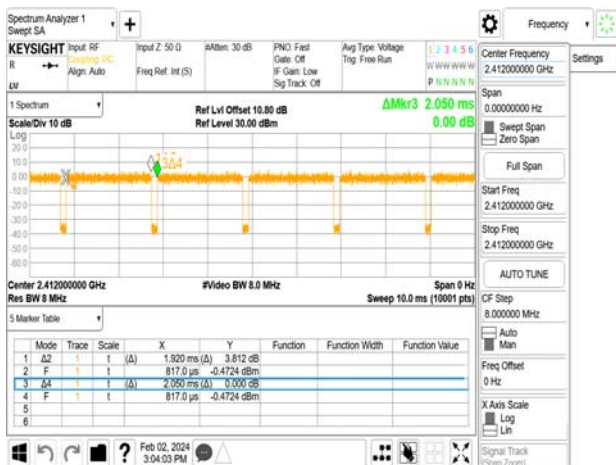 Spectrum Analyzer 1
Swept SA
+
Frequency
KEYSIGHT Input: RF Input Z: 50 Ω #Atten: 30 dB PNO: Fast Avg Type: Voltage 1 2 3 4 5 6
R Coupling: DC Gate: Off Trig: Free Run W W W W W W
Align: Auto Freq Ref: Int (S) IF Gain: Low
Sig Track: Off P N N N N N
LXI
1 Spectrum
Scale/Div 10 dB
Ref Lvl Offset 10.80 dB
Ref Level 30.00 dBm
ΔMkr3 2.050 ms
0.00 dB
Log
20.0
10.0
0.00
-10.0
-20.0
-30.0
-40.0
-50.0
-60.0
3Δ4
Center 2.412000000 GHz #Video BW 8.0 MHz Span 0 Hz
Res BW 8 MHz Sweep 10.0 ms (10001 pts)
5 Marker Table
Mode Trace Scale X Y Function Function Width Function Value
1 Δ2 1 t (Δ) 1.920 ms (Δ) 3.812 dB
2 F 1 t 817.0 µs -0.4724 dBm
3 Δ4 1 t (Δ) 2.050 ms (Δ) 0.000 dB
4 F 1 t 817.0 µs -0.4724 dBm
5
6
?
Feb 02, 2024
3:04:03 PM
Center Frequency
2.412000000 GHz
Settings
Span
0.00000000 Hz
Swept Span
Zero Span
Full Span
Start Freq
2.412000000 GHz
Stop Freq
2.412000000 GHz
AUTO TUNE
CF Step
8.000000 MHz
Auto
Man
Freq Offset
0 Hz
X Axis Scale
Log
Lin
Signal Track
(Span Zoom)